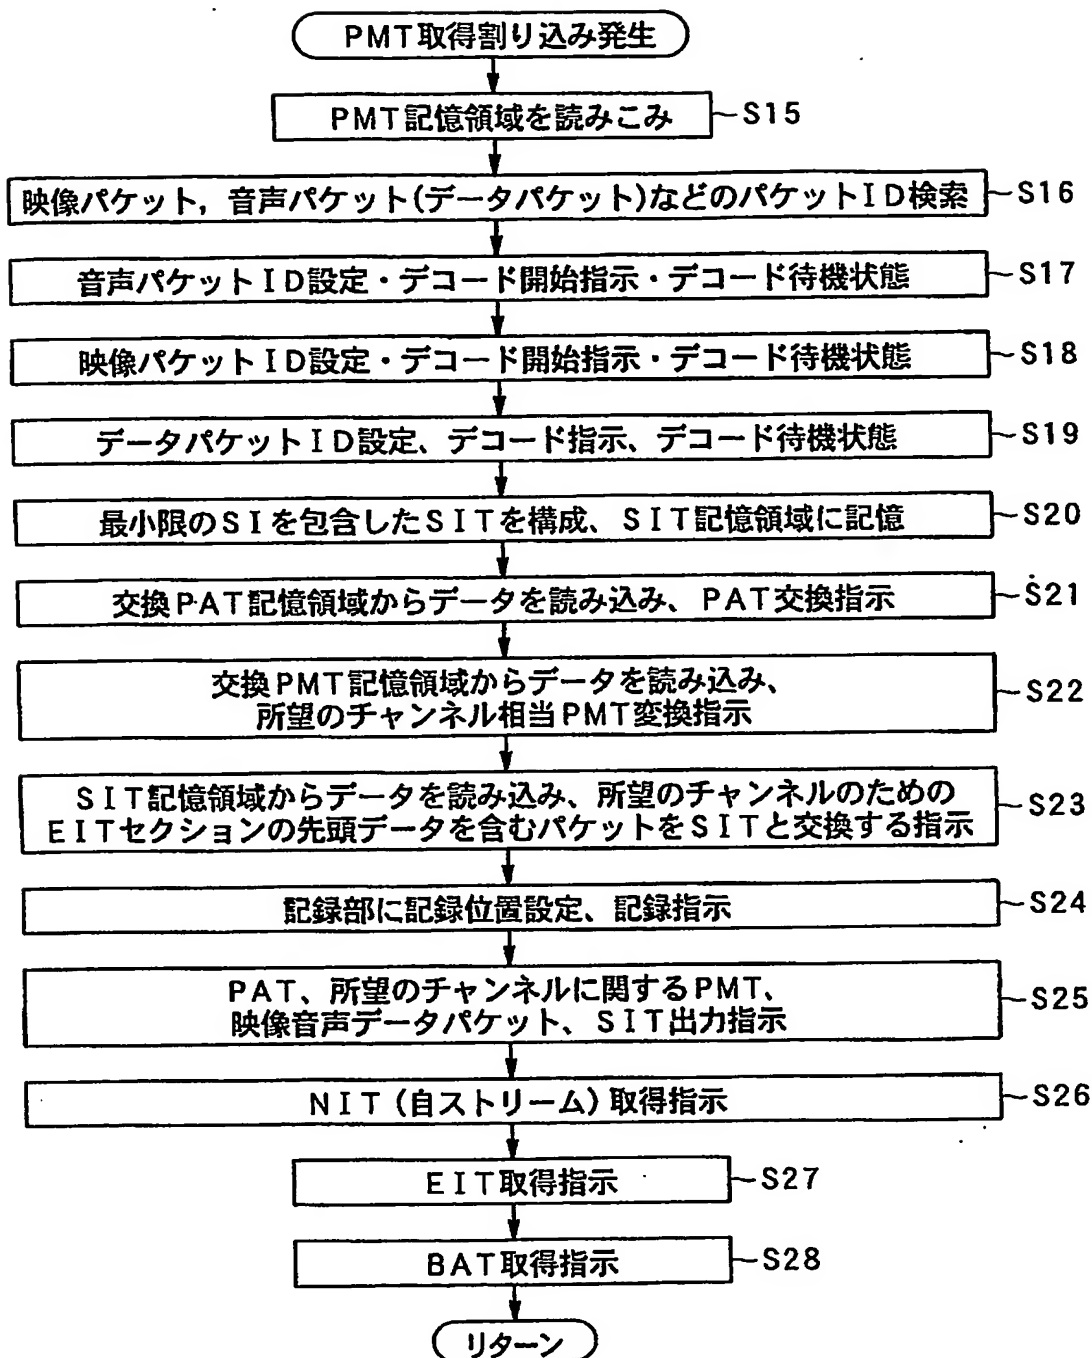 PMT取得割り込み発生
PMT記憶領域を読みこみ
S15
映像パケット,音声パケット(データパケット)などのパケットID検索
S16
音声パケットID設定・デコード開始指示・デコード待機状態
S17
映像パケットID設定・デコード開始指示・デコード待機状態
S18
データパケットID設定、デコード指示、デコード待機状態
S19
最小限のSIを包含したSITを構成、SIT記憶領域に記憶
S20
交換PAT記憶領域からデータを読み込み、PAT交換指示
S21
交換PMT記憶領域からデータを読み込み、
所望のチャンネル相当PMT変換指示
S22
SIT記憶領域からデータを読み込み、所望のチャンネルのための
EITセクションの先頭データを含むパケットをSITと交換する指示
S23
記録部に記録位置設定、記録指示
S24
PAT、所望のチャンネルに関するPMT、
映像音声データパケット、SIT出力指示
S25
NIT(自ストリーム)取得指示
S26
EIT取得指示
S27
BAT取得指示
S28
リターン